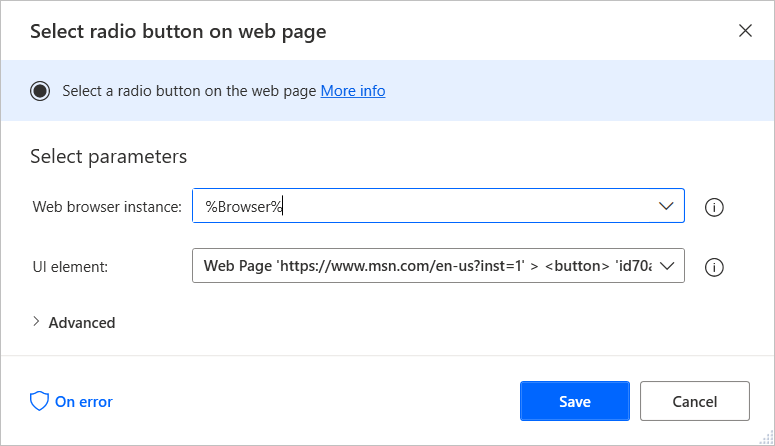 Select radio button on web page
Select a radio button on the web page More info
Select parameters
Web browser instance: %Browser%
UI element: Web Page 'https://www.msn.com/en-us?inst=1' > <button> 'id70a
Advanced
On error Save Cancel